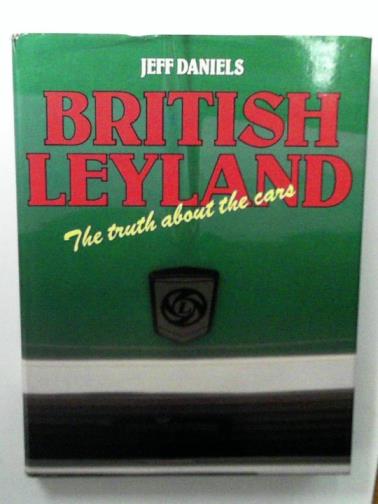 JEFF DANIELS
BRITISH
LEYLAND
The truth about the cars
L